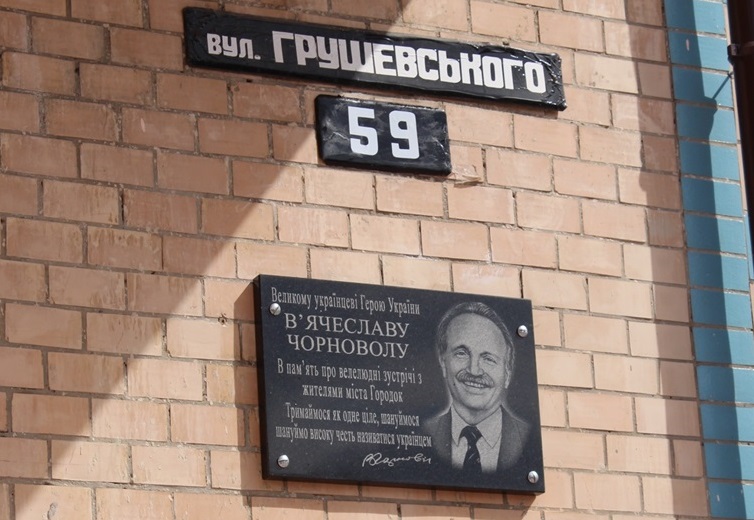 вул. ГРУШЕВСЬКОГО
59
Великому українцеві Герою України
В'ЯЧЕСЛАВУ
ЧОРНОВОЛУ
В пам'ять про велелюдні зустрічі з
жителями міста Городок
Тримаймося як одне ціле, шануймося
шануймо високу честь називатися українцем